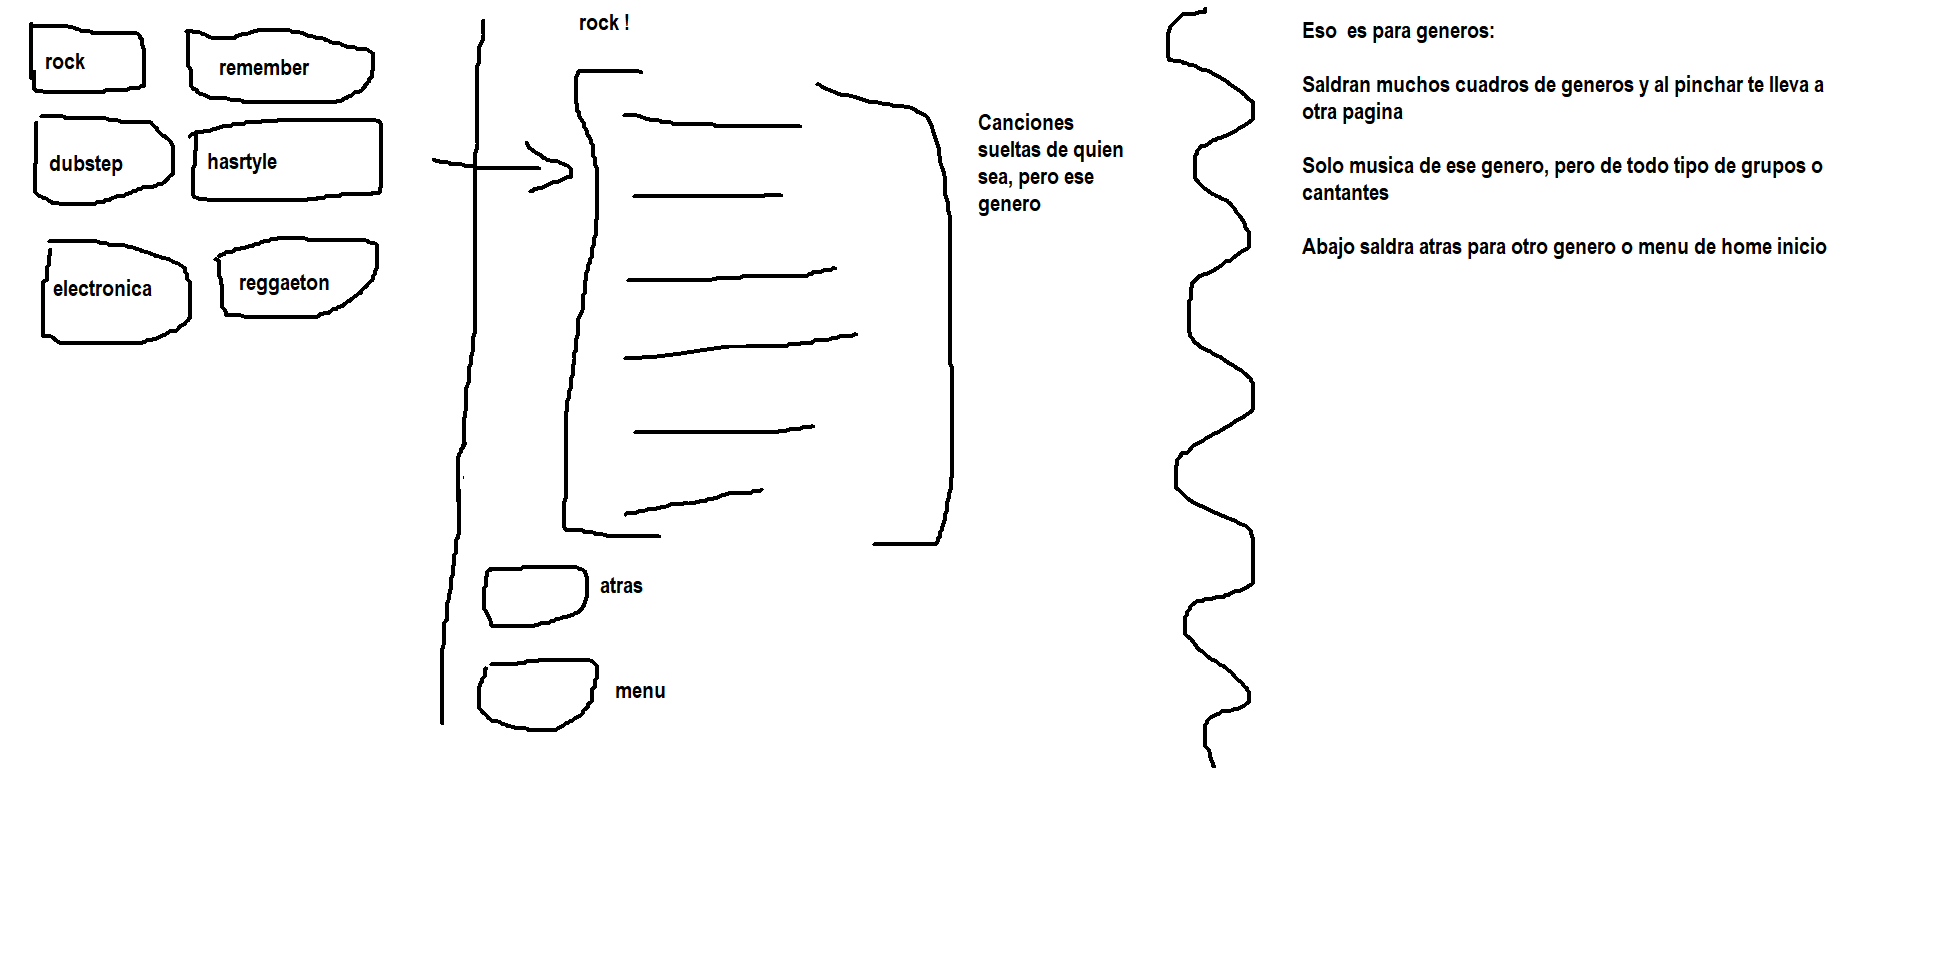 rock
remember
dubstep
hasrtyle
electronica
reggaeton
rock !
Canciones
sueltas de quien
sea, pero ese
genero
atras
menu
Eso  es para generos:
Saldran muchos cuadros de generos y al pinchar te lleva a
otra pagina
Solo musica de ese genero, pero de todo tipo de grupos o
cantantes
Abajo saldra atras para otro genero o menu de home inicio